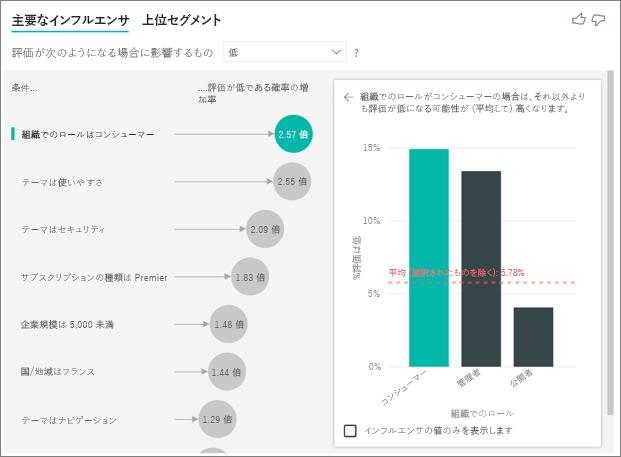 主要なインフルエンサ　上位セグメント
評価が次のようになる場合に影響するもの　低　?
条件...
....評価が低である確率の増
加率
組織でのロールはコンシューマー　2.57 倍
テーマは使いやすさ　2.55 倍
テーマはセキュリティ　2.09 倍
サブスクリプションの種類は Premier　1.83 倍
企業規模は 5,000 未満　1.48 倍
国/地域はフランス　1.44 倍
テーマはナビゲーション　1.29 倍
組織でのロールがコンシューマーの場合は、それ以外より
も評価が低になる可能性が (平均して) 高くなります。
15%
10%
5%
0%
%評価は低
平均 (選択されたものを除く): 5.78%
コンシューマー
管理者
公開者
組織でのロール
インフルエンサの値のみを表示します